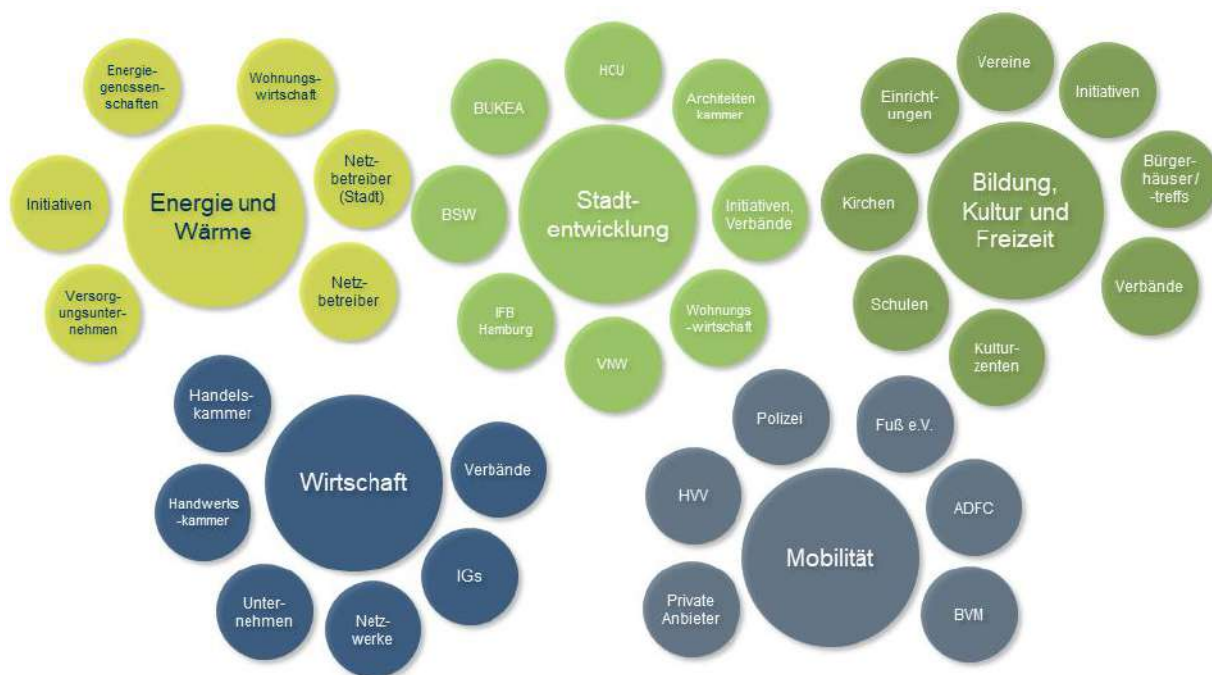 Energie
genossen-
schaften
Wohnungs-
wirtschaft
Netz-
betreiber
(Stadt)
Netz-
betreiber
Versorg-
ungsunter-
nehmen
Initiativen
Energie und
Wärme
HCU
Architekten
kammer
Initiativen,
Verbände
Wohnungs
-wirtschaft
VNW
IFB
Hamburg
BSW
BUKEA
Stadt-
entwicklung
Vereine
Initiativen
Bürger-
häuser/
-treffs
Verbände
Kultur-
zenten
Schulen
Kirchen
Einricht-
ungen
Bildung,
Kultur und
Freizeit
Handels-
kammer
Handwerks
-kammer
Unter-
nehmen
Netz-
werke
IGs
Verbände
Wirtschaft
Polizei
Fuß e.V.
ADFC
BVM
Private
Anbieter
HVV
Mobilität